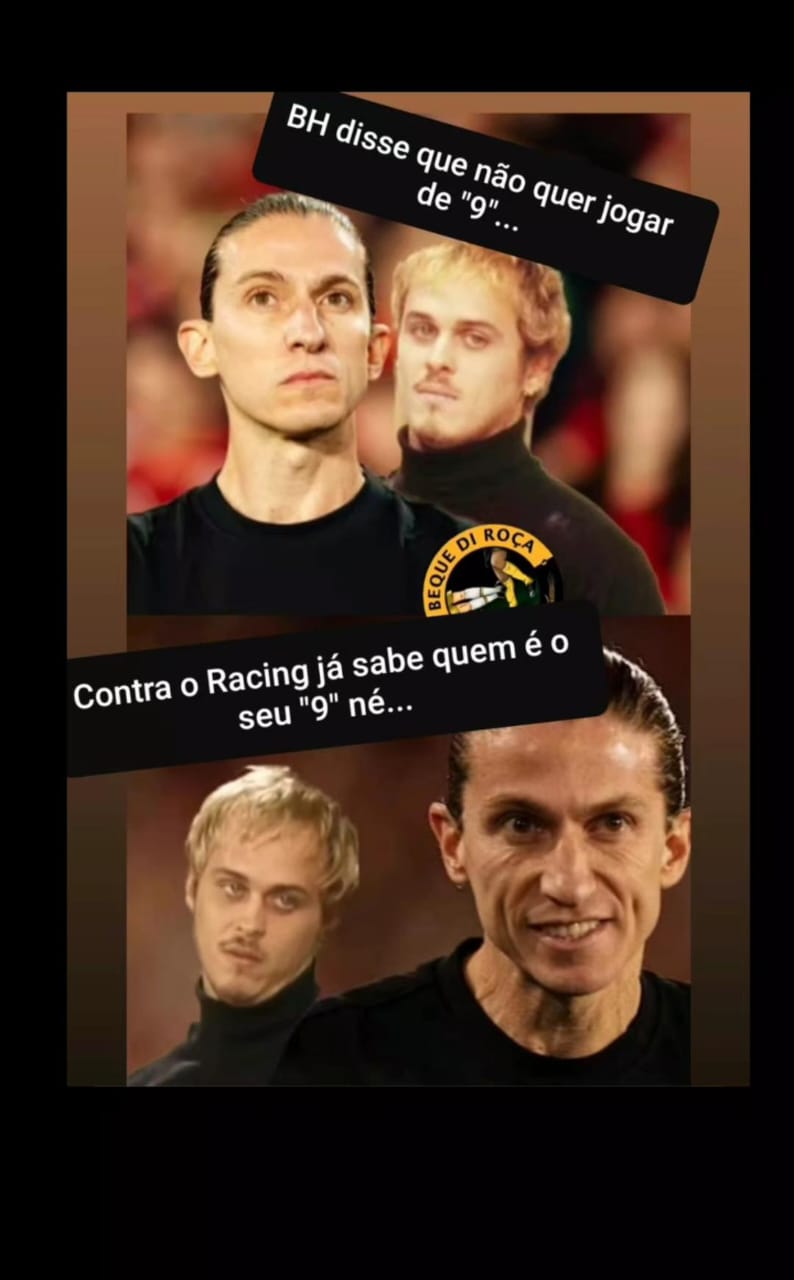 BH disse que não quer jogar
de "9"...
BEQUE DI ROÇA
Contra o Racing já sabe quem é o
seu "9" né...